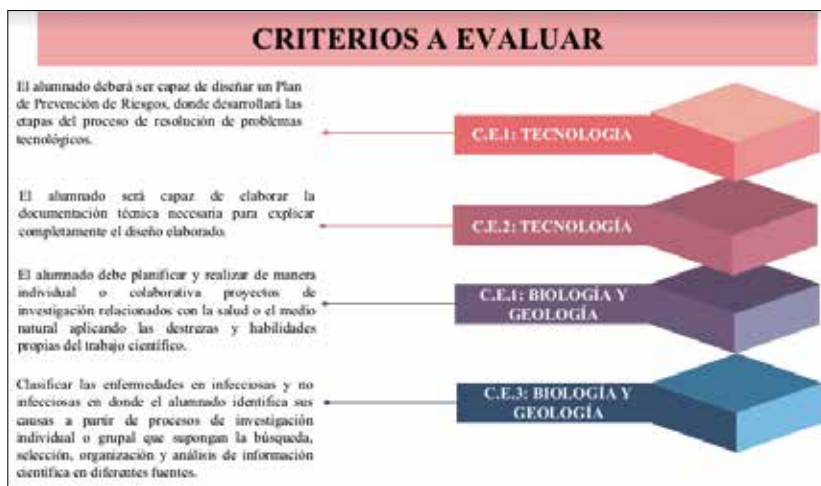 CRITERIOS A EVALUAR
El alumnado deberá ser capaz de diseñar un Plan
de Prevención de Riesgos, donde desarrollará las
etapas del proceso de resolución de problemas
tecnológicos.
C.E.1: TECNOLOGIA
El alumnado será capaz de elaborar la
documentación técnica necesaria para explicar
completamente el diseño elaborado.
C.E.2: TECNOLOGÍA
El alumnado debe planificar y realizar de manera
individual o colaborativa proyectos de
investigación relacionados con la salud o el medio
natural aplicando las destrezas y habilidades
propias del trabajo científico.
C.E.1: BIOLOGÍA Y
GEOLOGÍA
Clasificar las enfermedades en infecciosas y no
infecciosas en donde el alumnado identifica sus
causas a partir de procesos de investigación
individual o grupal que supongan la búsqueda,
selección, organización y análisis de información
científica en diferentes fuentes.
C.E.3: BIOLOGÍA Y
GEOLOGÍA